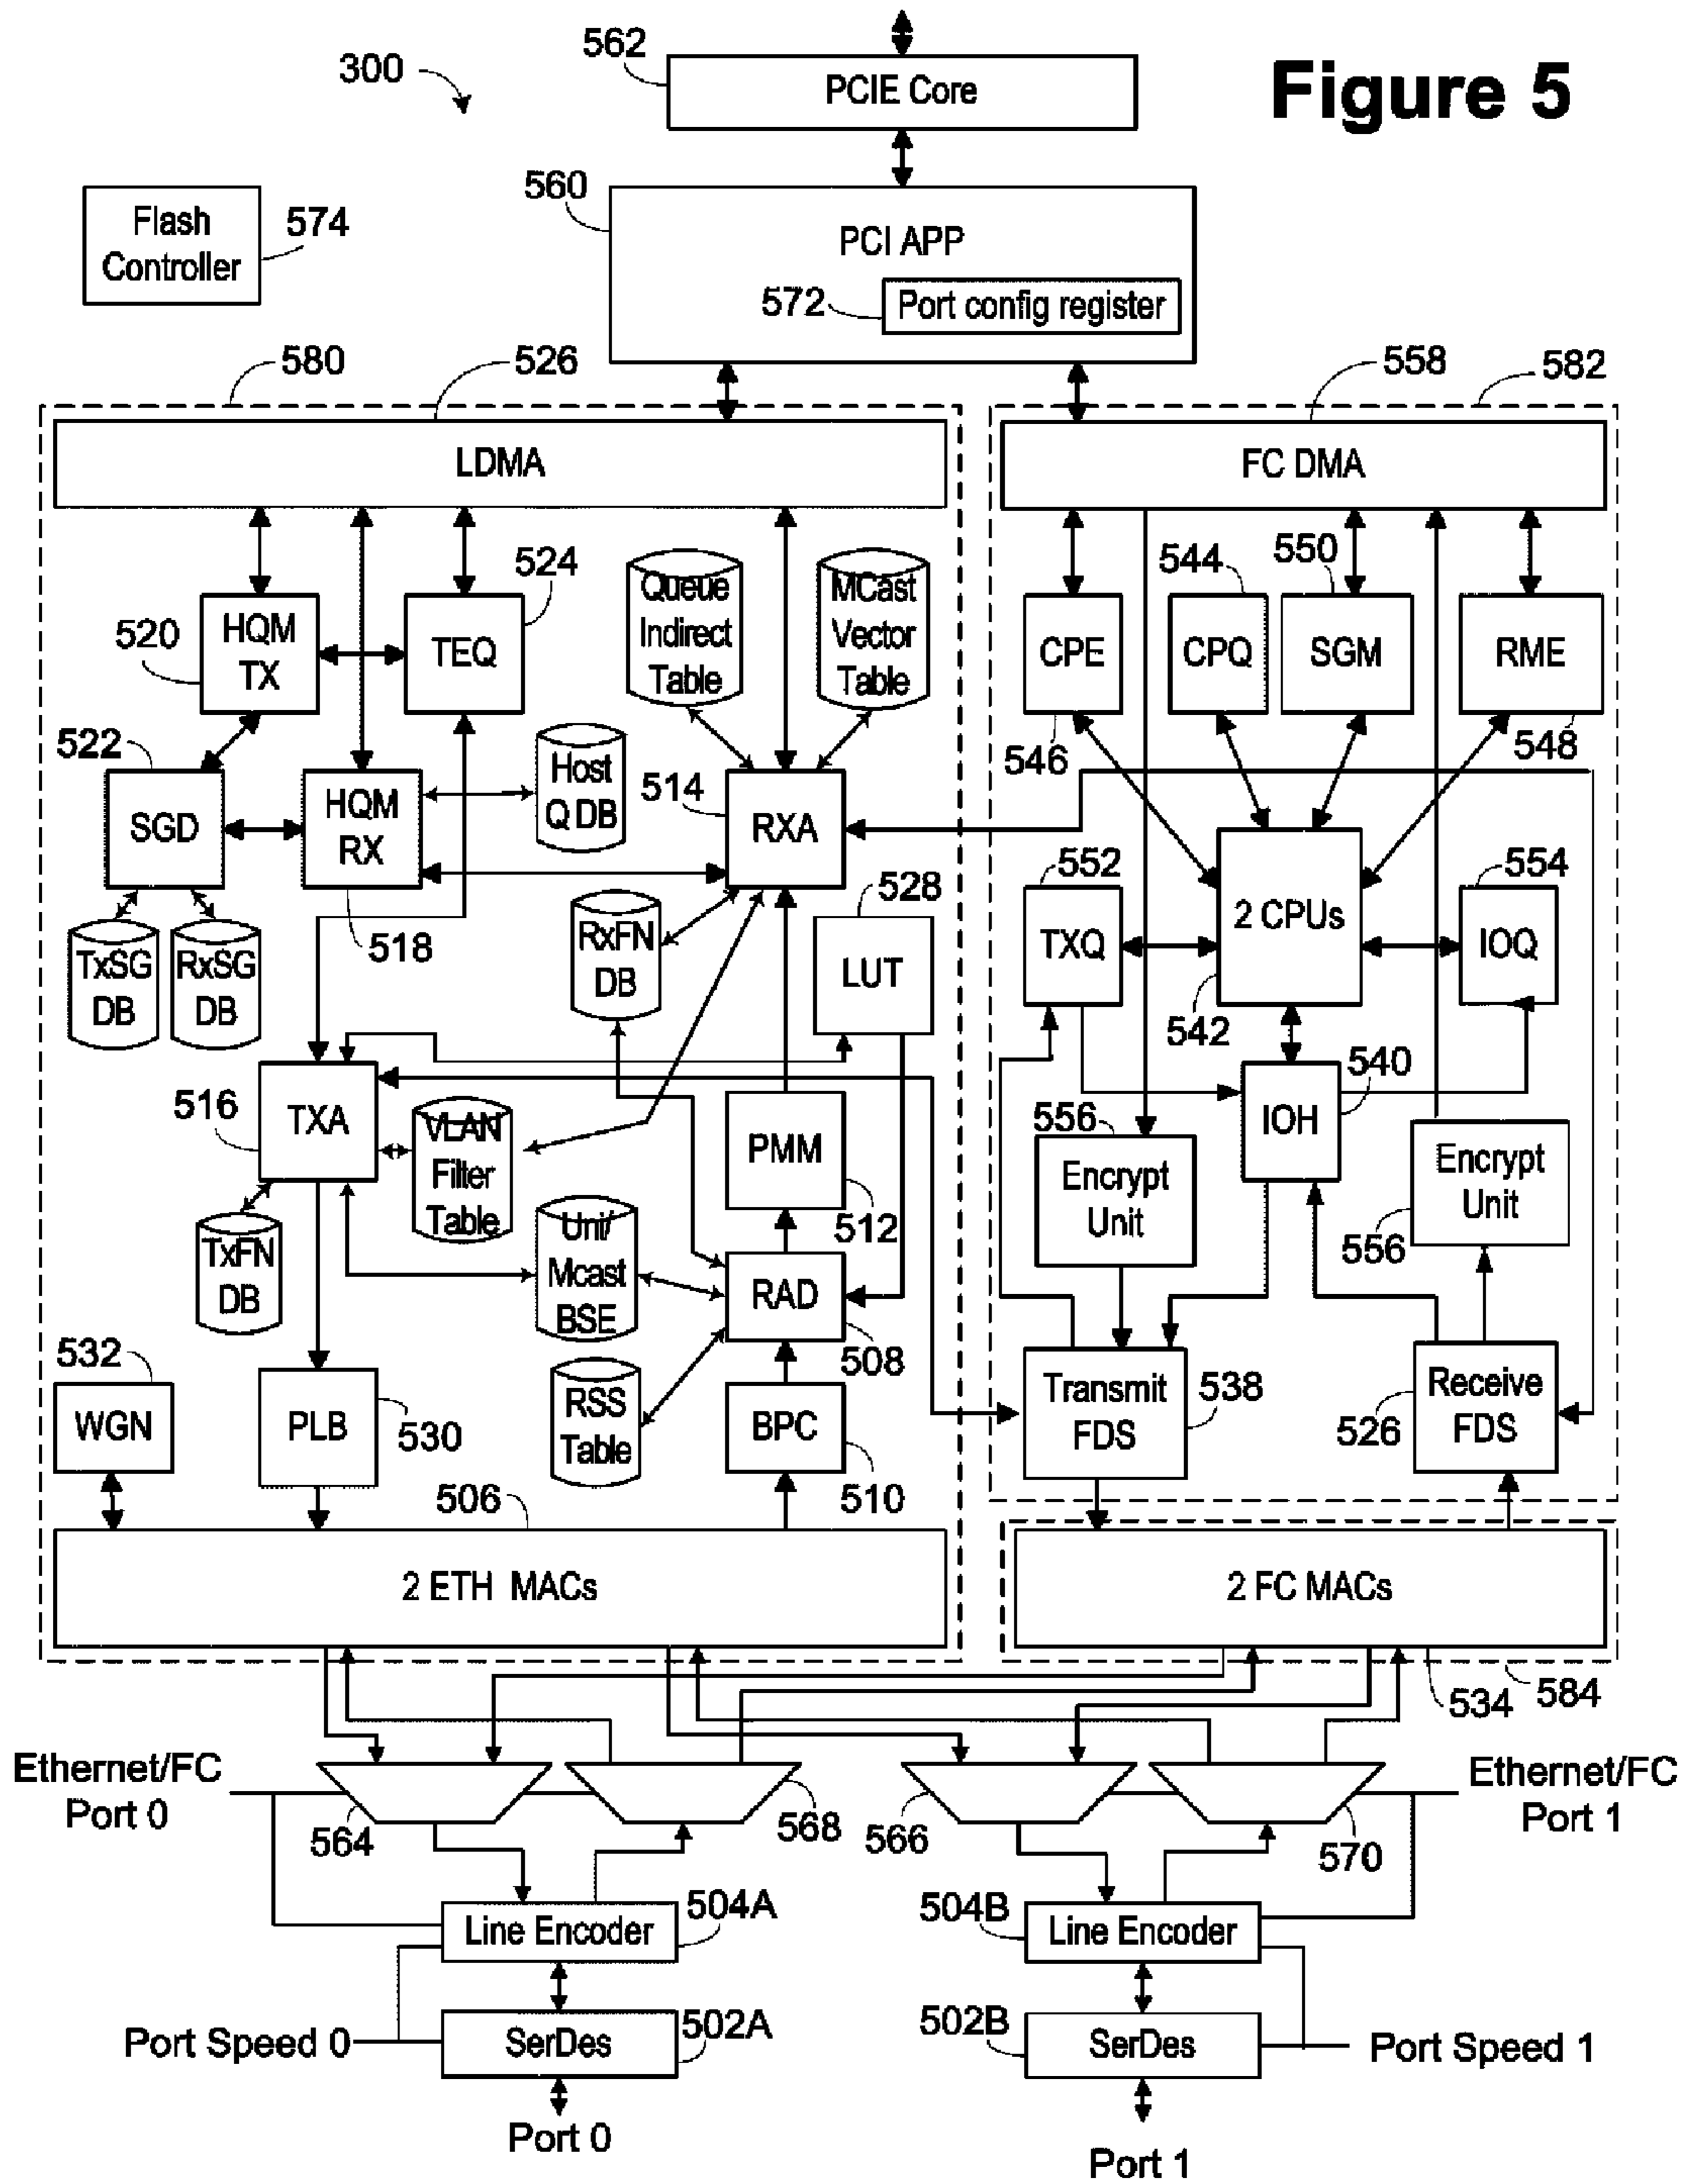 Figure 5
300
562
PCIE Core
560
PCI APP
572
Port config register
Flash
Controller
574
580
526
558
582
LDMA
FC DMA
520
HQM
TX
524
TEQ
Queue
Indirect
Table
MCast
Vector
Table
544
550
CPE
CPQ
SGM
RME
546
548
522
SGD
HQM
RX
518
Host
Q DB
514
RXA
TxSG
DB
RxSG
DB
RxFN
DB
528
LUT
552
TXQ
2 CPUs
542
554
IOQ
516
TXA
VLAN
Filter
Table
PMM
512
556
Encrypt
Unit
IOH
540
Encrypt
Unit
556
TxFN
DB
Uni/
Mcast
BSE
RAD
508
532
WGN
PLB
530
RSS
Table
BPC
510
Transmit
FDS
538
526
Receive
FDS
506
2 ETH MACs
2 FC MACs
534
584
Ethernet/FC
Port 0
564
568
566
570
Ethernet/FC
Port 1
Line Encoder
504A
504B
Line Encoder
Port Speed 0
SerDes
502A
502B
SerDes
Port Speed 1
Port 0
Port 1